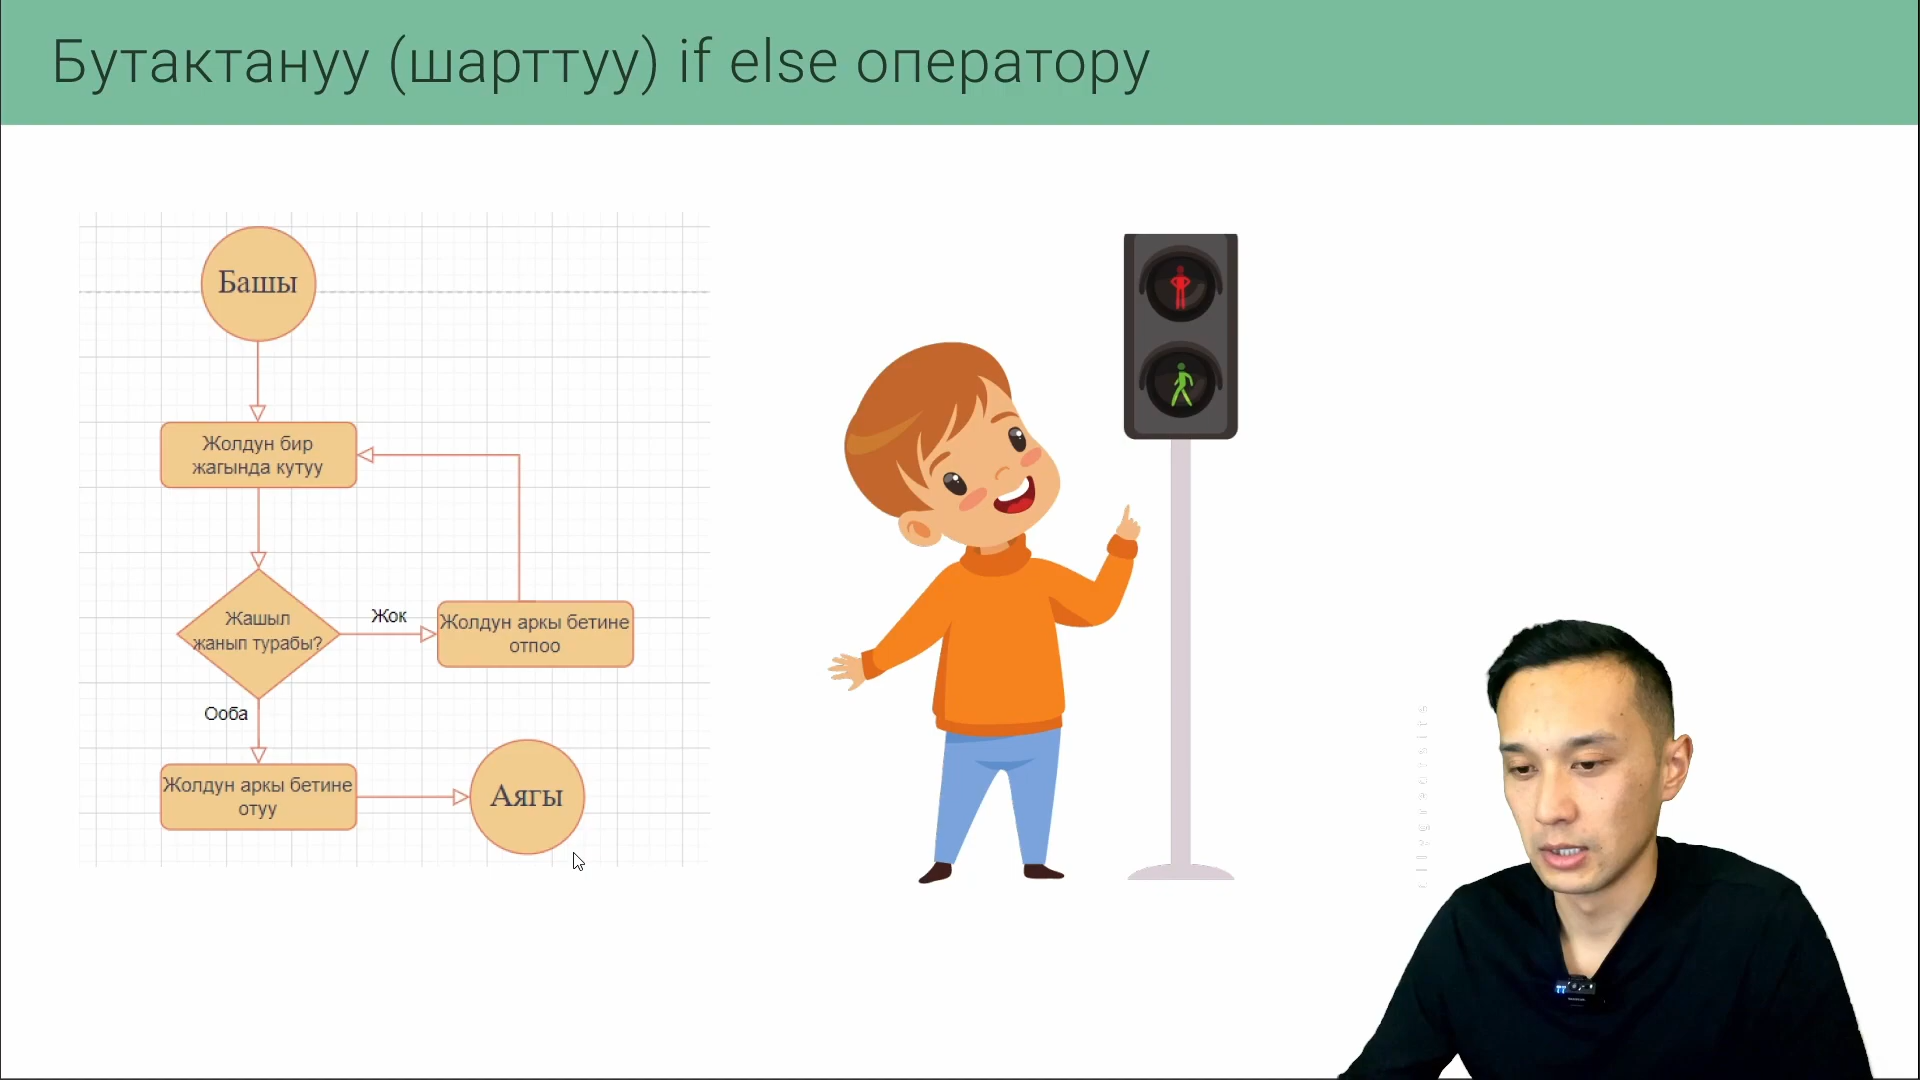 Бутактануу (шарттуу) if else оператору
Башы
Жолдун бир
жагында кутуу
Жашыл
жанып турабы?
Жок
Жолдун аркы бетине
отпоо
Ооба
Жолдун аркы бетине
отуу
Аягы